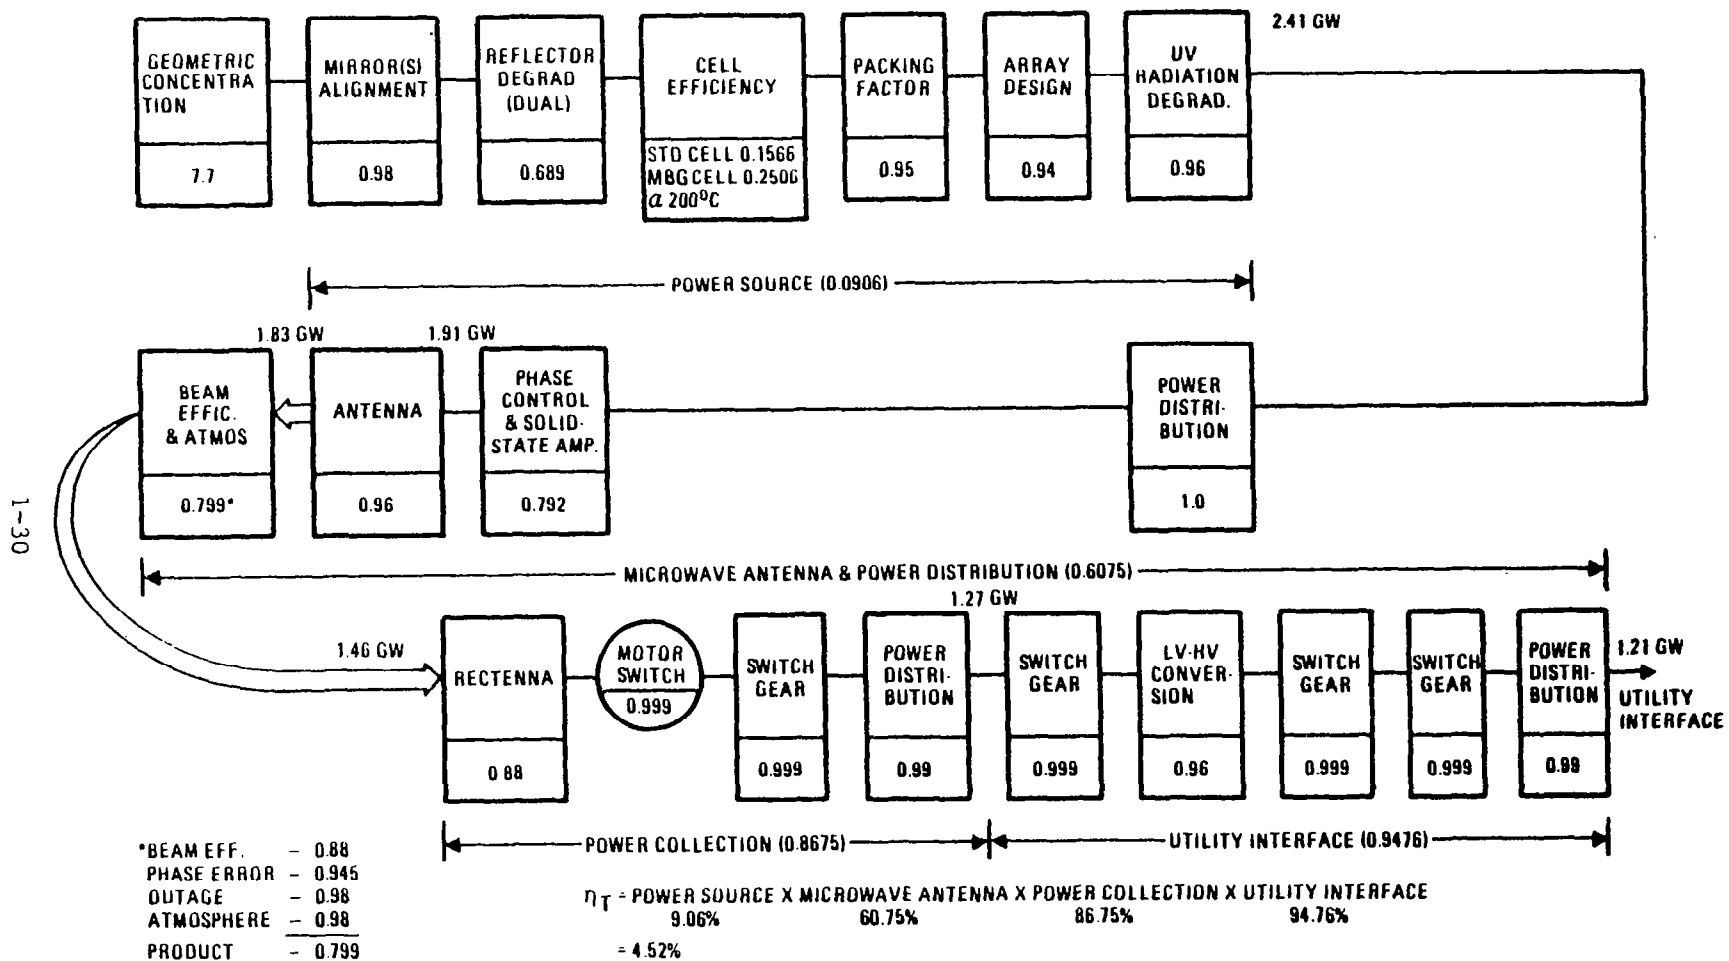 2.41 GW
GEOMETRIC
CONCENTRA
TION
7.7
MIRROR(S)
ALIGNMENT
0.98
REFLECTOR
DEGRAD
(DUAL)
0.689
CELL
EFFICIENCY
STD CELL 0.1566
MBG CELL 0.2506
α 200⁰C
PACKING
FACTOR
0.95
ARRAY
DESIGN
0.94
UV
RADIATION
DEGRAD.
0.96
POWER SOURCE (0.0906)
1.83 GW
1.91 GW
BEAM
EFFIC.
& ATMOS
0.799*
ANTENNA
0.96
PHASE
CONTROL
& SOLID-
STATE AMP.
0.792
POWER
DISTRI-
BUTION
1.0
1-30
MICROWAVE ANTENNA & POWER DISTRIBUTION (0.6075)
1.27 GW
1.46 GW
RECTENNA
0 88
MOTOR
SWITCH
0.999
SWITCH
GEAR
0.999
POWER
DISTRI-
BUTION
0.99
SWITCH
GEAR
0.999
LV-HV
CONVER-
SION
0.96
SWITCH
GEAR
0.999
SWITCH
GEAR
0.999
POWER
DISTRI-
BUTION
0.99
1.21 GW
UTILITY
INTERFACE
POWER COLLECTION (0.8675)
UTILITY INTERFACE (0.9476)
*BEAM EFF. - 0.88
PHASE ERROR - 0.945
OUTAGE - 0.98
ATMOSPHERE - 0.98
PRODUCT - 0.799
ηT = POWER SOURCE X MICROWAVE ANTENNA X POWER COLLECTION X UTILITY INTERFACE
9.06% 60.75% 86.75% 94.76%
= 4.52%